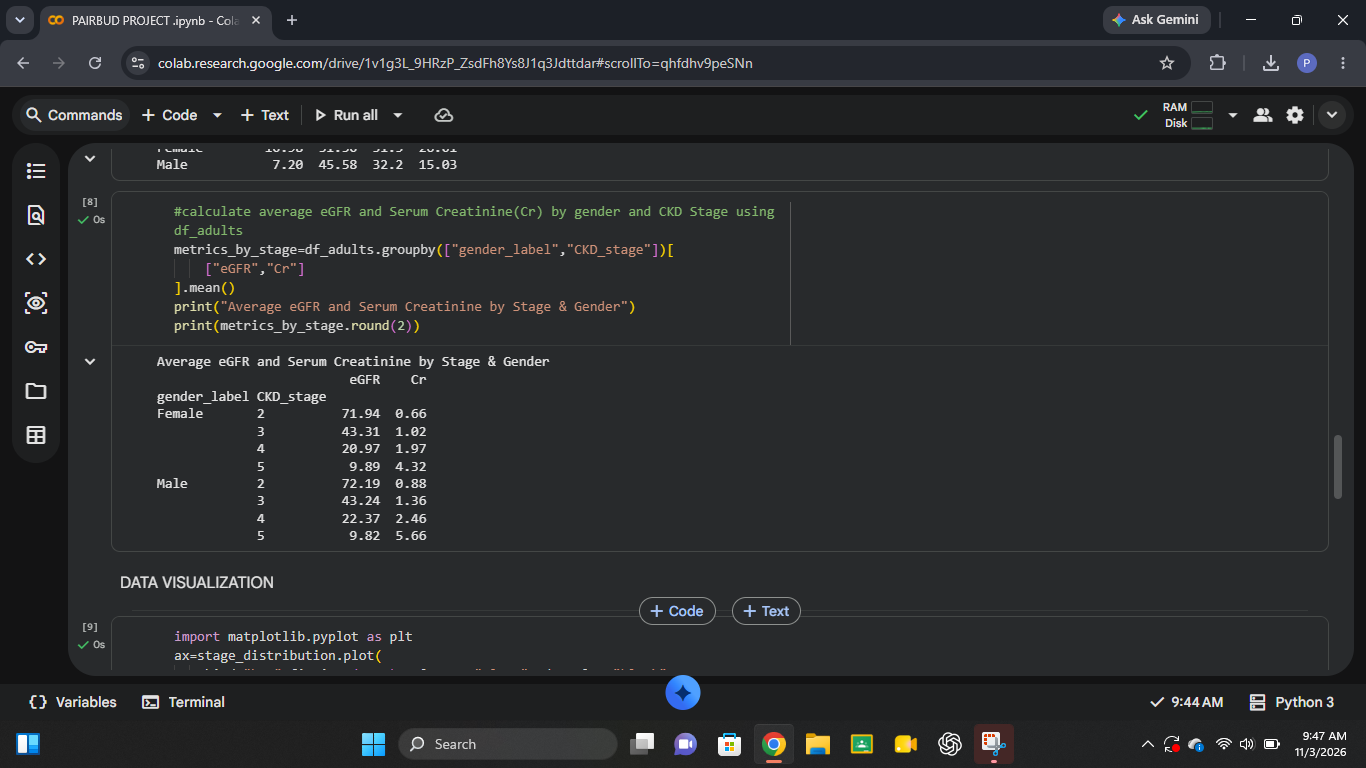 PAIRBUD PROJECT .ipynb - Cola
Ask Gemini
colab.research.google.com/drive/1v1g3L_9HRzP_ZsdFh8Ys8J1q3Jdttdar#scrollTo=qhfdhv9peSNn
P
Commands
+ Code
+ Text
Run all
RAM
Disk
Male 7.20 45.58 32.2 15.03
[8]
0s
#calculate average eGFR and Serum Creatinine(Cr) by gender and CKD Stage using
df_adults
metrics_by_stage=df_adults.groupby(["gender_label","CKD_stage"])[
["eGFR","Cr"]
].mean()
print("Average eGFR and Serum Creatinine by Stage & Gender")
print(metrics_by_stage.round(2))
Average eGFR and Serum Creatinine by Stage & Gender
eGFR Cr
gender_label CKD_stage
Female 2 71.94 0.66
3 43.31 1.02
4 20.97 1.97
5 9.89 4.32
Male 2 72.19 0.88
3 43.24 1.36
4 22.37 2.46
5 9.82 5.66
DATA VISUALIZATION
+ Code
+ Text
[9]
0s
import matplotlib.pyplot as plt
ax=stage_distribution.plot(
{} Variables
Terminal
9:44 AM
Python 3
Search
9:47 AM
11/3/2026